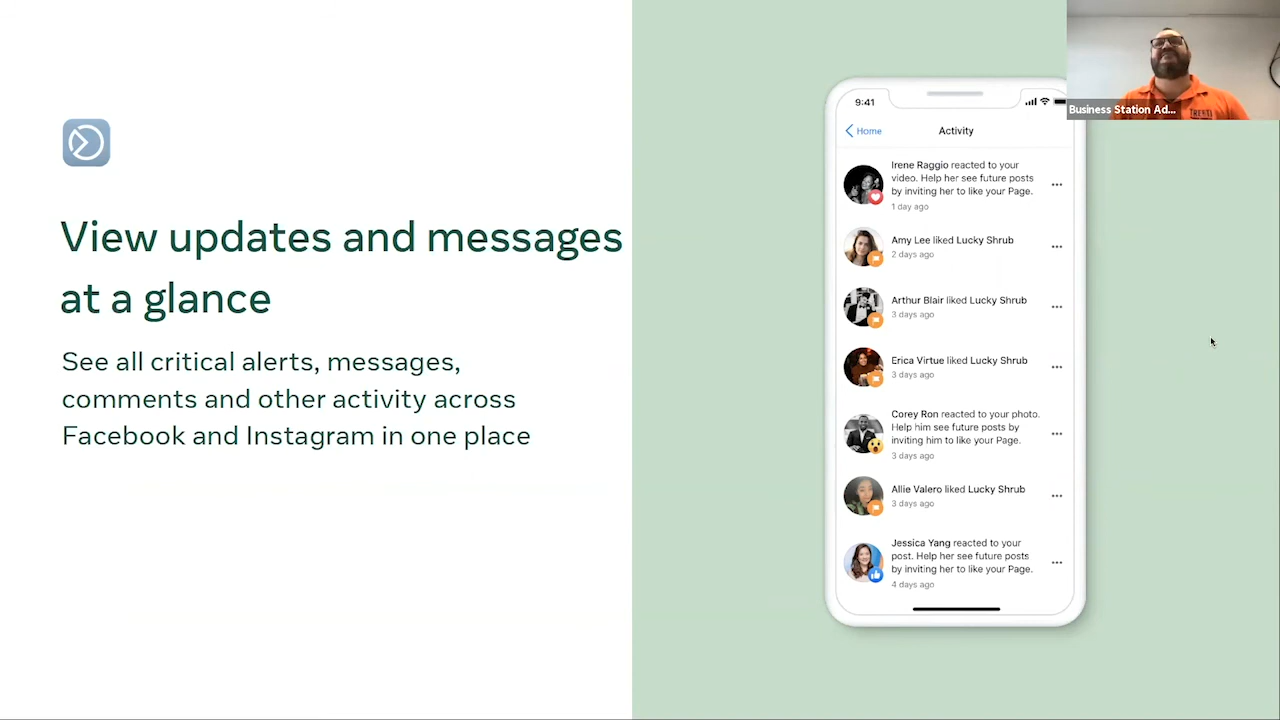 View updates and messages
at a glance
See all critical alerts, messages,
comments and other activity across
Facebook and Instagram in one place
9:41
Home
Activity
Irene Raggio reacted to your
video. Help her see future posts
by inviting her to like your Page.
1 day ago
Amy Lee liked Lucky Shrub
2 days ago
Arthur Blair liked Lucky Shrub
3 days ago
Erica Virtue liked Lucky Shrub
3 days ago
Corey Ron reacted to your photo.
Help him see future posts by
inviting him to like your Page.
3 days ago
Allie Valero liked Lucky Shrub
3 days ago
Jessica Yang reacted to your
post. Help her see future posts
by inviting her to like your Page.
4 days ago
Business Station Ad...